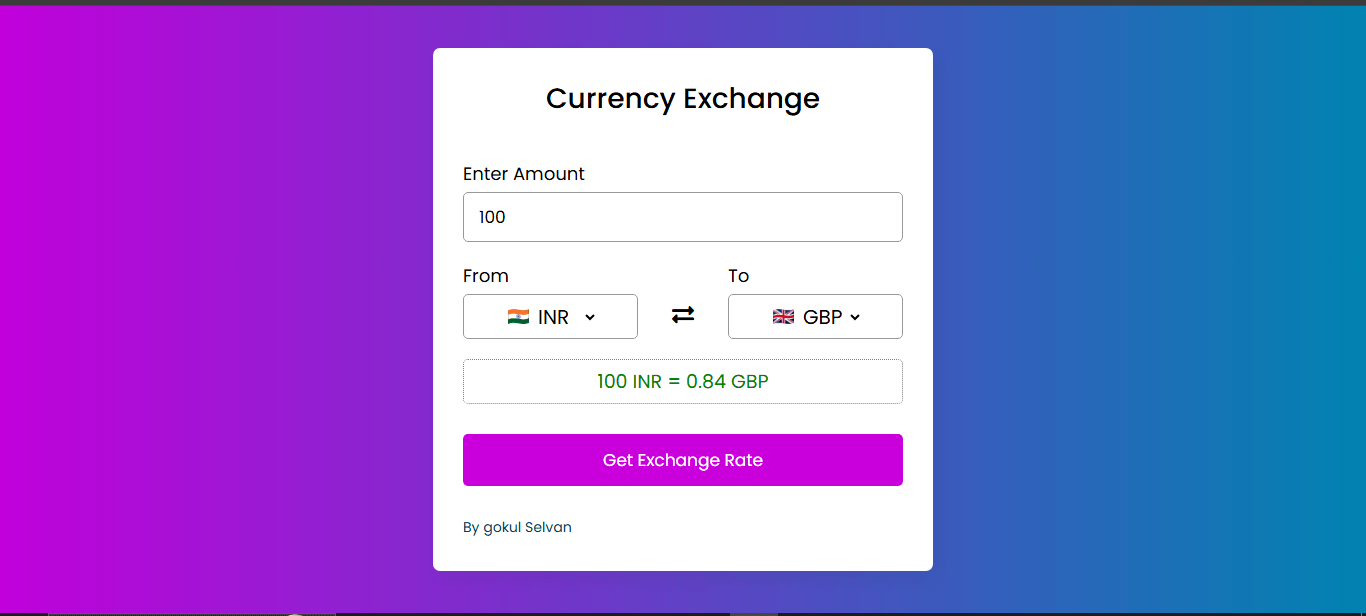 Currency Exchange
Enter Amount
100
From To
INR GBP
100 INR = 0.84 GBP
Get Exchange Rate
By gokul Selvan